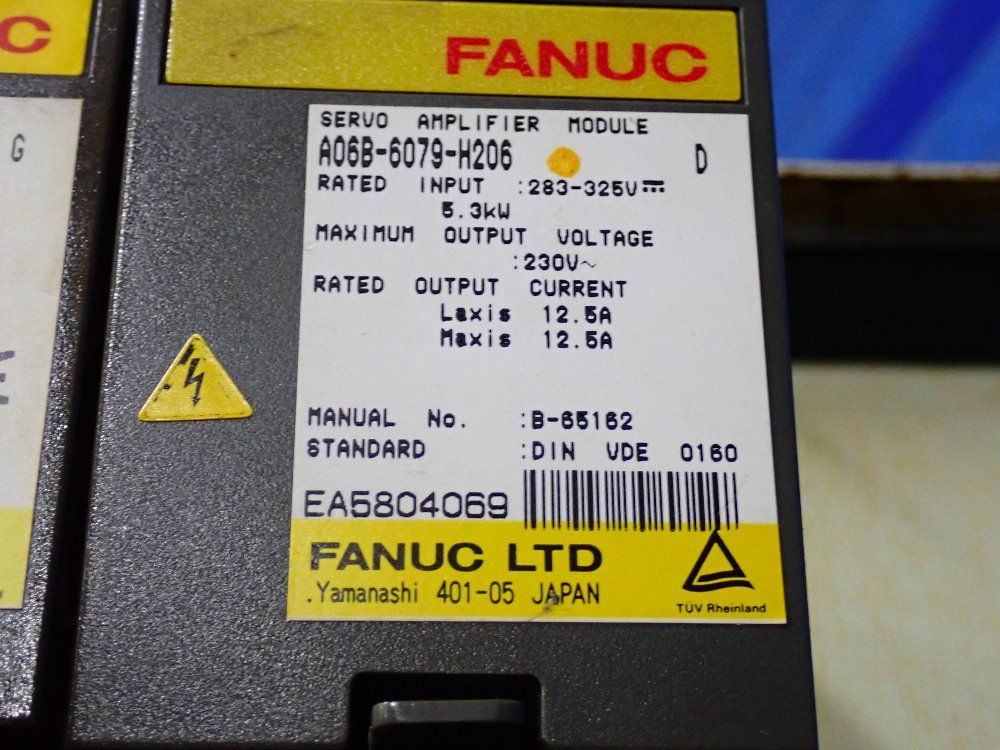 C
FANUC
G
SERVO AMPLIFIER MODULE
A06B-6079-H206 D
RATED INPUT :283-325V⎓
5.3kW
MAXIMUM OUTPUT VOLTAGE
:230V~
RATED OUTPUT CURRENT
Laxis 12.5A
Maxis 12.5A
MANUAL No. :B-65162
STANDARD :DIN VDE 0160
EA5804069
FANUC LTD
.Yamanashi 401-05 JAPAN
TÜV Rheinland